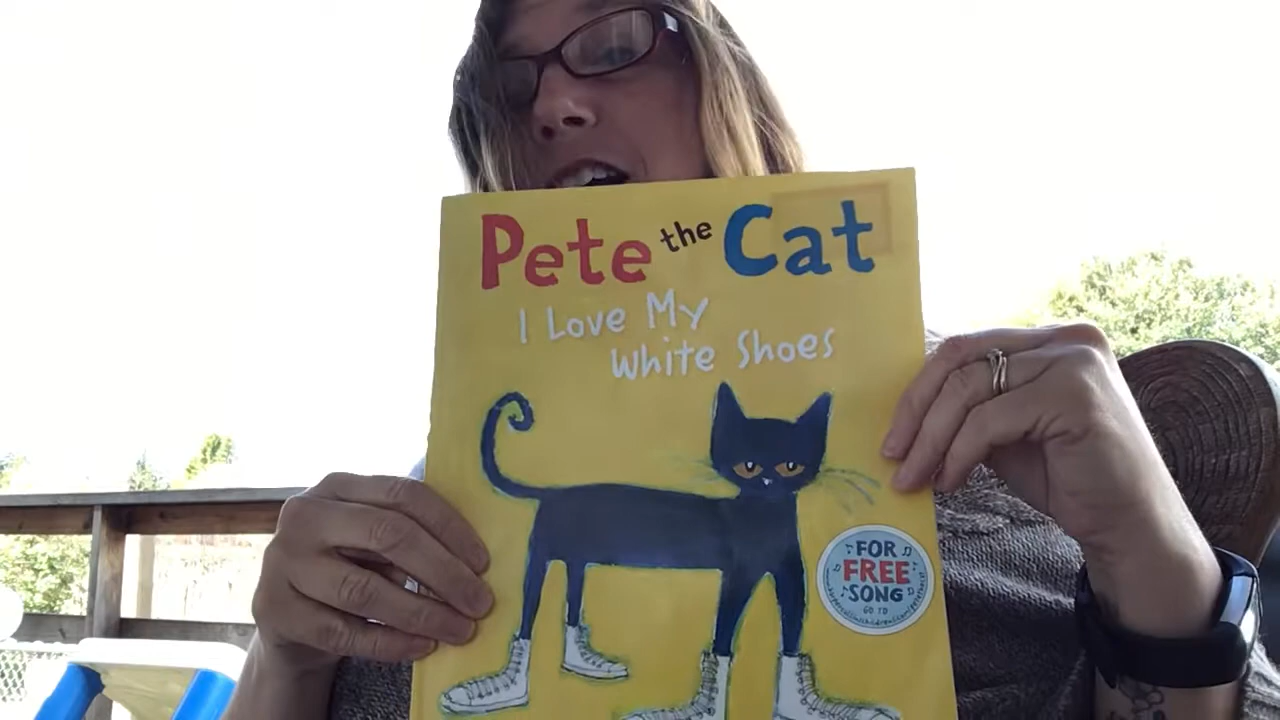 Pete the Cat
I Love My
White Shoes
FOR
FREE
SONG
GO TO